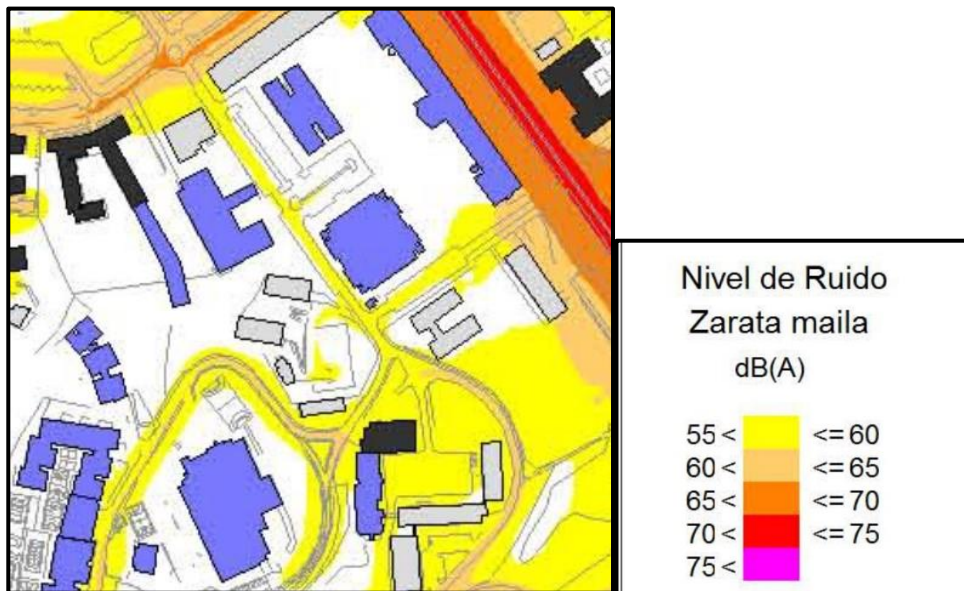 Nivel de Ruido
Zarata maila
dB(A)
55 < <= 60
60 < <= 65
65 < <= 70
70 < <= 75
75 <